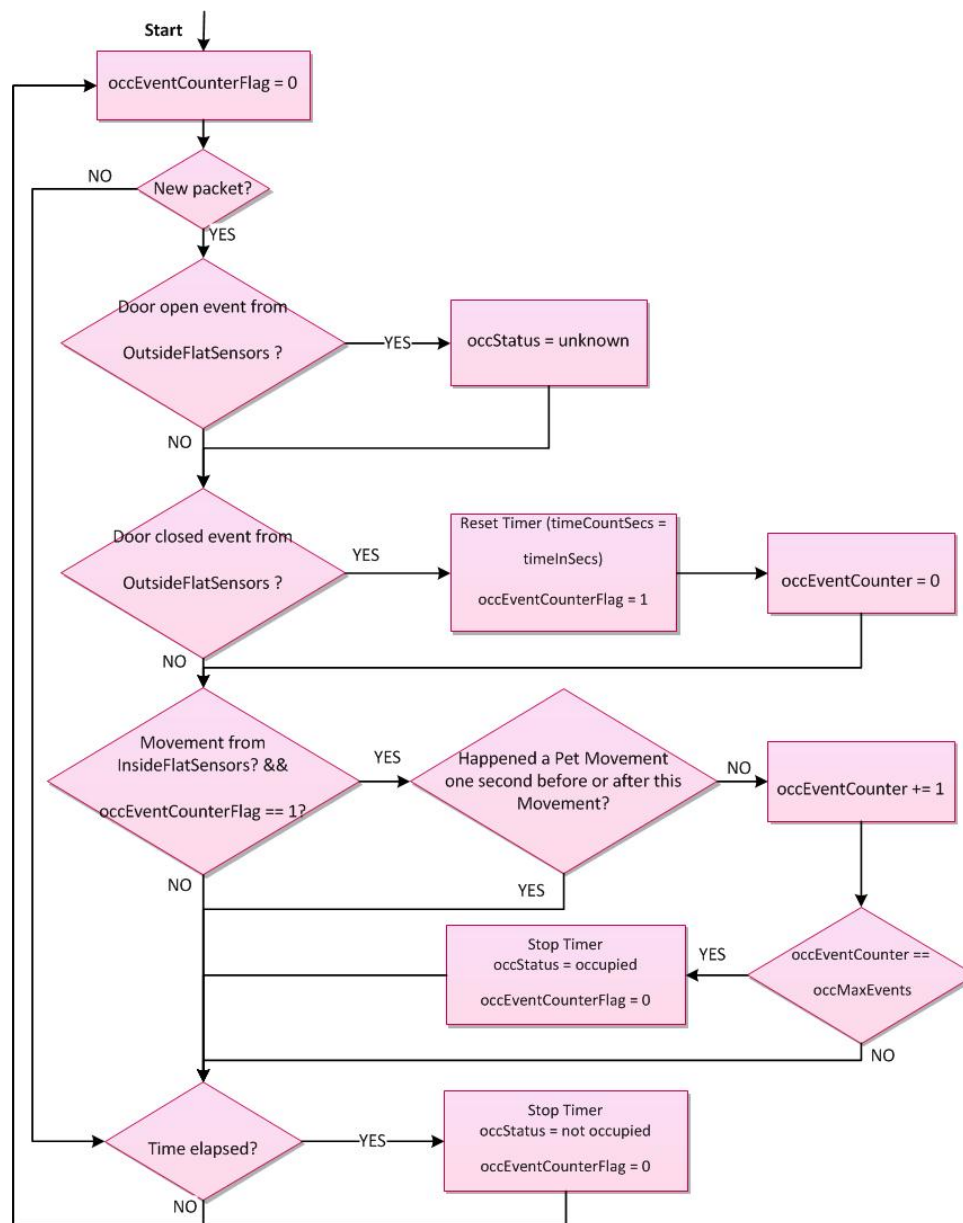 Start
occEventCounterFlag = 0
NO
New packet?
YES
Door open event from
OutsideFlatSensors ?
YES
occStatus = unknown
NO
Door closed event from
OutsideFlatSensors ?
YES
Reset Timer (timeCountSecs =
timeInSecs)
occEventCounterFlag = 1
occEventCounter = 0
NO
Movement from
InsideFlatSensors? &&
occEventCounterFlag == 1?
YES
Happened a Pet Movement
one second before or after this
Movement?
NO
occEventCounter += 1
NO
YES
Stop Timer
occStatus = occupied
occEventCounterFlag = 0
YES
occEventCounter ==
occMaxEvents
NO
Time elapsed?
YES
Stop Timer
occStatus = not occupied
occEventCounterFlag = 0
NO